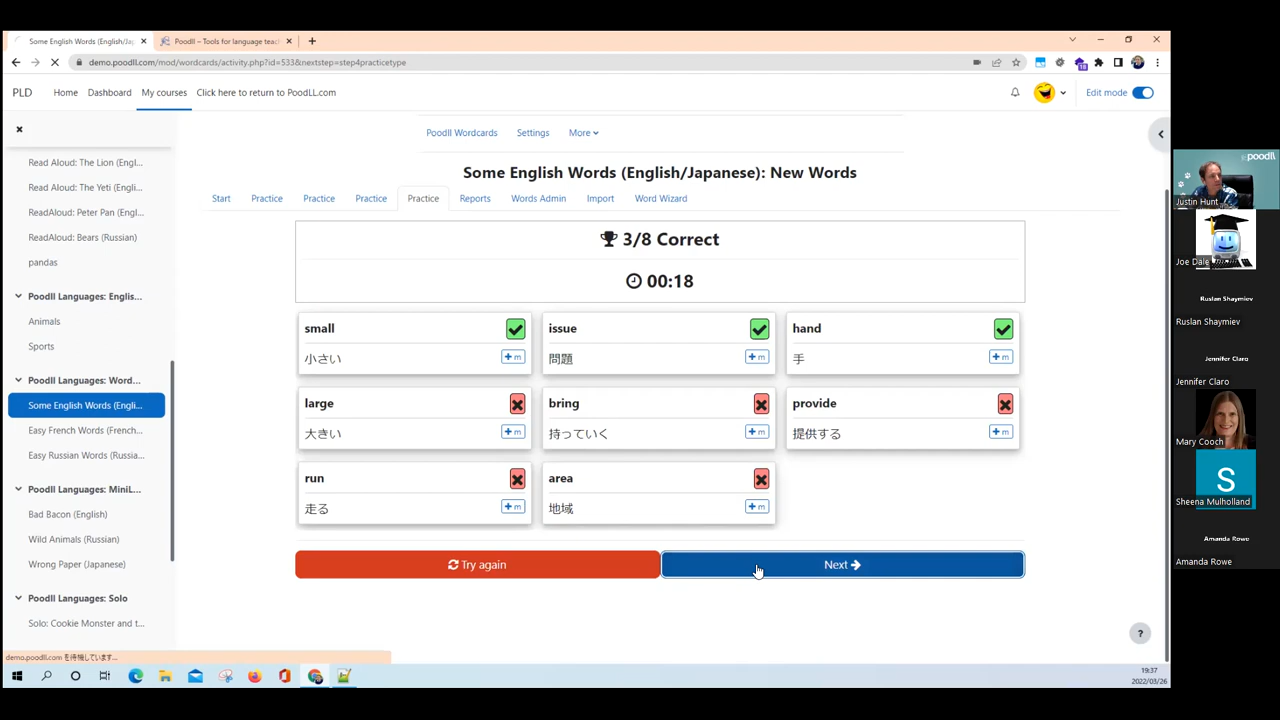 Some English Words (English/Jap
Poodll – Tools for language teac
demo.poodll.com/mod/wordcards/activity.php?id=533&nextstep=step4practicetype
18
PLD
Home
Dashboard
My courses
Click here to return to PoodLL.com
Edit mode
Poodll Wordcards
Settings
More
Some English Words (English/Japanese): New Words
Start
Practice
Practice
Practice
Practice
Reports
Words Admin
Import
Word Wizard
Read Aloud: The Lion (Engl...
Read Aloud: The Yeti (Engli...
ReadAloud: Peter Pan (Engl...
ReadAloud: Bears (Russian)
pandas
Poodll Languages: Englis...
Animals
Sports
Poodll Languages: Word...
Some English Words (Engli...
Easy French Words (French...
Easy Russian Words (Russia...
Poodll Languages: MiniL...
Bad Bacon (English)
Wild Animals (Russian)
Wrong Paper (Japanese)
Poodll Languages: Solo
Solo: Cookie Monster and t...
demo.poodll.com を待機しています...
3/8 Correct
00:18
small
小さい
+ m
issue
問題
+ m
hand
手
+ m
large
大きい
+ m
bring
持っていく
+ m
provide
提供する
+ m
run
走る
+ m
area
地域
+ m
Try again
Next
?
19:37
2022/03/26
poodll
Justin Hunt
Joe Dale
Ruslan Shaymiev
Ruslan Shaymiev
Jennifer Claro
Jennifer Claro
Mary Cooch
S
Sheena Mulholland
Amanda Rowe
Amanda Rowe